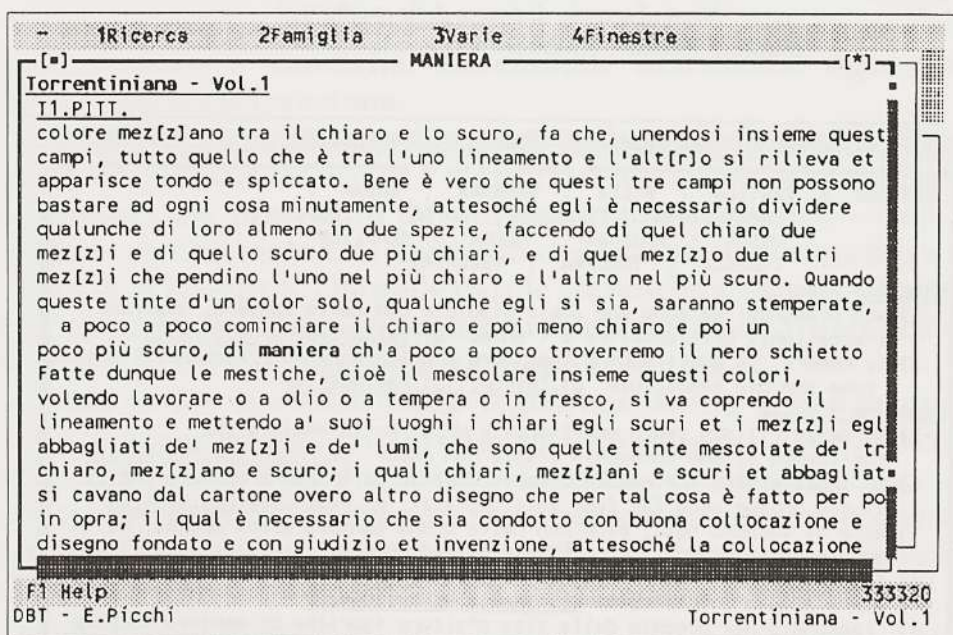 1Ricerca 2Famiglia 3Varie 4Finestre
[▪] MANIERA [*]
Torrentiniana - Vol.1
T1.PITT.
colore mez[z]ano tra il chiaro e lo scuro, fa che, unendosi insieme quest
campi, tutto quello che è tra l'uno lineamento e l'alt[r]o si rilieva et
apparisce tondo e spiccato. Bene è vero che questi tre campi non possono
bastare ad ogni cosa minutamente, attesoché egli è necessario dividere
qualunche di loro almeno in due spezie, faccendo di quel chiaro due
mez[z]i e di quello scuro due più chiari, e di quel mez[z]o due altri
mez[z]i che pendino l'uno nel più chiaro e l'altro nel più scuro. Quando
queste tinte d'un color solo, qualunche egli si sia, saranno stemperate,
a poco a poco cominciare il chiaro e poi meno chiaro e poi un
poco più scuro, di maniera ch'a poco a poco troverremo il nero schietto
Fatte dunque le mestiche, cioè il mescolare insieme questi colori,
volendo lavorare o a olio o a tempera o in fresco, si va coprendo il
lineamento e mettendo a' suoi luoghi i chiari egli scuri et i mez[z]i egl
abbagliati de' mez[z]i e de' lumi, che sono quelle tinte mescolate de' tr
chiaro, mez[z]ano e scuro; i quali chiari, mez[z]ani e scuri et abbagliat
si cavano dal cartone overo altro disegno che per tal cosa è fatto per po
in opra; il qual è necessario che sia condotto con buona collocazione e
disegno fondato e con giudizio et invenzione, attesoché la collocazione
F1 Help 333320
DBT - E.Picchi Torrentiniana - Vol.1